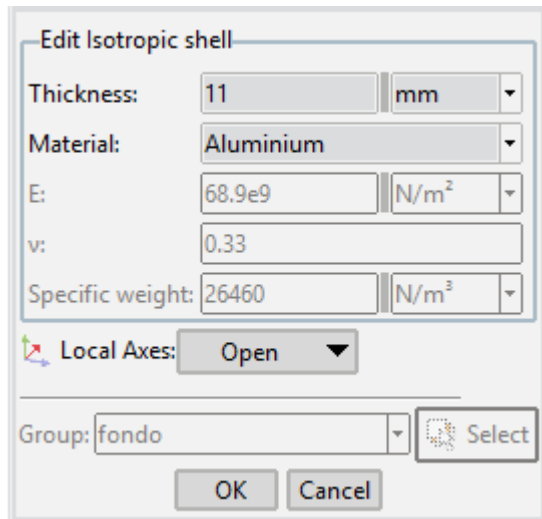 Edit Isotropic shell
Thickness: 11 mm
Material: Aluminium
E: 68.9e9 N/m²
ν: 0.33
Specific weight: 26460 N/m³
Local Axes: Open
Group: fondo Select
OK Cancel